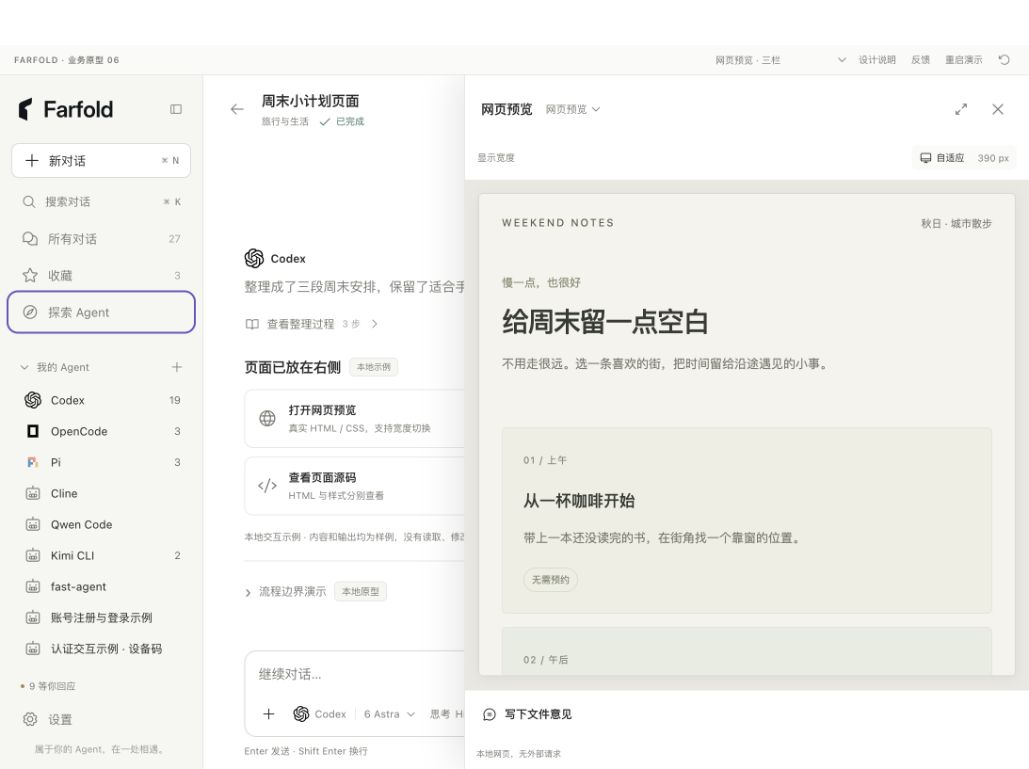 FARFOLD · 业务原型 06
网页预览 · 三栏
设计说明
反馈
重启演示
Farfold
新对话
⌘ N
搜索对话
⌘ K
所有对话
27
收藏
3
探索 Agent
我的 Agent
Codex
19
OpenCode
3
Pi
3
Cline
Qwen Code
Kimi CLI
2
fast-agent
账号注册与登录示例
认证交互示例 · 设备码
9 等你回应
设置
属于你的 Agent，在一处相遇。
周末小计划页面
旅行与生活
已完成
Codex
整理成了三段周末安排，保留了适合手
查看整理过程
3 步
页面已放在右侧
本地示例
打开网页预览
真实 HTML / CSS，支持宽度切换
查看页面源码
HTML 与样式分别查看
本地交互示例 · 内容和输出均为样例，没有读取、修改
流程边界演示
本地原型
继续对话...
Codex
6 Astra
思考
Enter 发送 · Shift Enter 换行
网页预览
网页预览
显示宽度
自适应
390 px
WEEKEND NOTES
秋日 · 城市散步
慢一点，也很好
给周末留一点空白
不用走很远。选一条喜欢的街，把时间留给沿途遇见的小事。
01 / 上午
从一杯咖啡开始
带上一本还没读完的书，在街角找一个靠窗的位置。
无需预约
02 / 午后
写下文件意见
本地网页，无外部请求